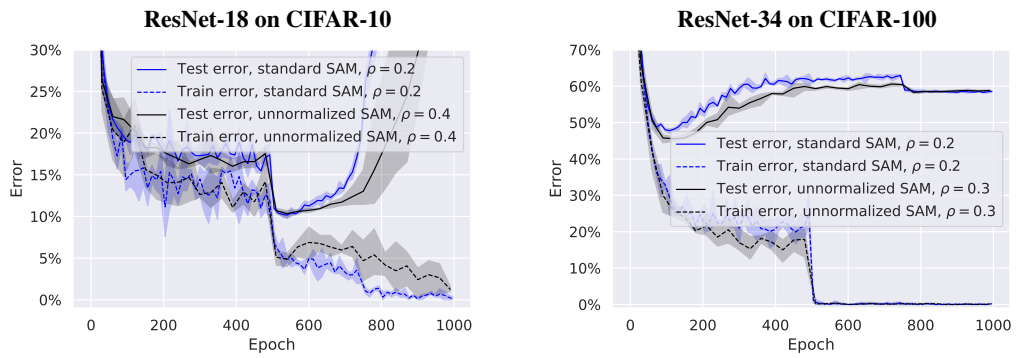 ResNet-18 on CIFAR-10
30%
25%
20%
15%
10%
5%
0%
Error
Test error, standard SAM, ρ = 0.2
Train error, standard SAM, ρ = 0.2
Test error, unnormalized SAM, ρ = 0.4
Train error, unnormalized SAM, ρ = 0.4
0 200 400 600 800 1000
Epoch
ResNet-34 on CIFAR-100
70%
60%
50%
40%
30%
20%
10%
0%
Error
Test error, standard SAM, ρ = 0.2
Train error, standard SAM, ρ = 0.2
Test error, unnormalized SAM, ρ = 0.3
Train error, unnormalized SAM, ρ = 0.3
0 200 400 600 800 1000
Epoch